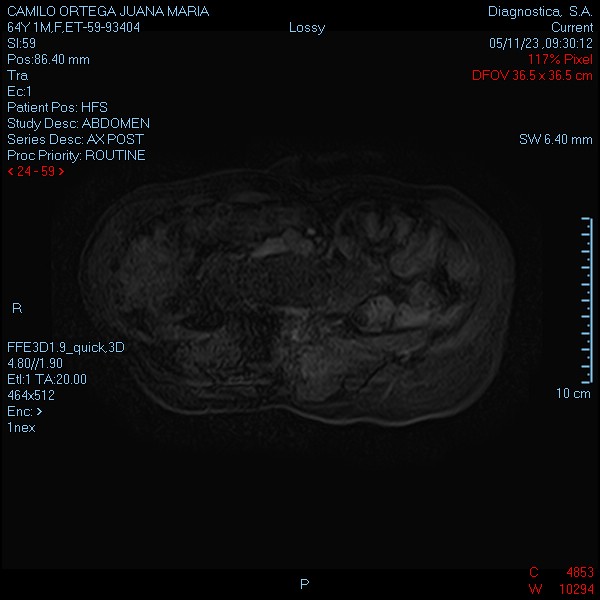 CAMILO ORTEGA JUANA MARIA
64Y 1M,F,ET-59-93404
SI:59
Pos:86.40 mm
Tra
Ec:1
Patient Pos: HFS
Study Desc: ABDOMEN
Series Desc: AX POST
Proc Priority: ROUTINE
< 24 - 59 >
Lossy
Diagnostica, S.A.
Current
05/11/23 ,09:30:12
117% Pixel
DFOV 36.5 x 36.5 cm
SW 6.40 mm
R
10 cm
FFE3D1.9_quick,3D
4.80//1.90
Etl:1 TA:20.00
464x512
Enc: >
1nex
P
C 4853
W 10294